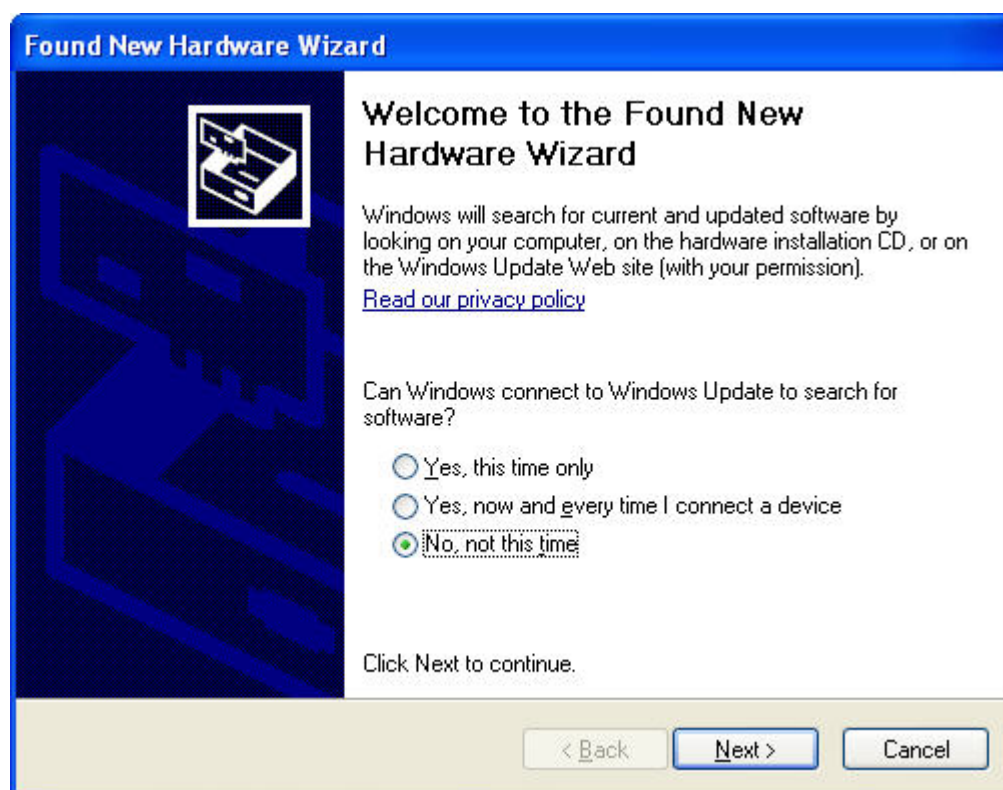 Found New Hardware Wizard
Welcome to the Found New
Hardware Wizard
Windows will search for current and updated software by
looking on your computer, on the hardware installation CD, or on
the Windows Update Web site (with your permission).
Read our privacy policy
Can Windows connect to Windows Update to search for
software?
Yes, this time only
Yes, now and every time I connect a device
No, not this time
Click Next to continue.
< Back
Next >
Cancel